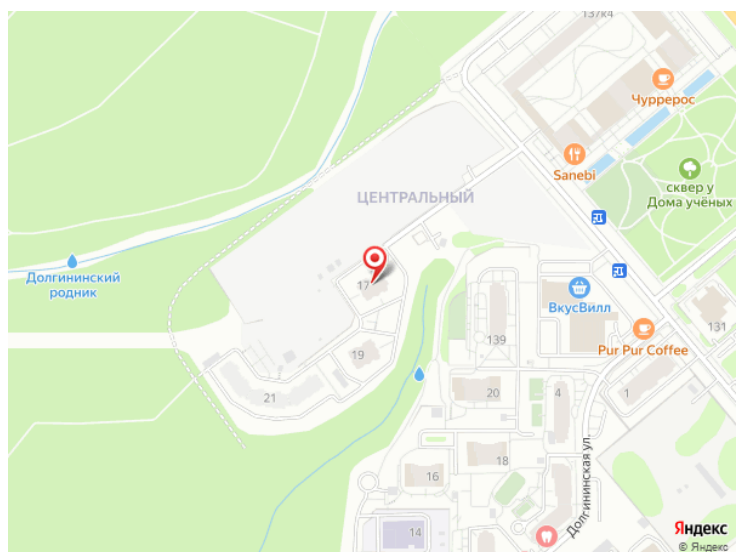 137к4
Чуррерос
Sanebi
сквер у
Дома учёных
ЦЕНТРАЛЬНЫЙ
Долгининский
родник
17
ВкусВилл
131
139
Pur Pur Coffee
19
21
20
4
1
18
16
Долгининская ул.
14
Яндекс
© Яндекс